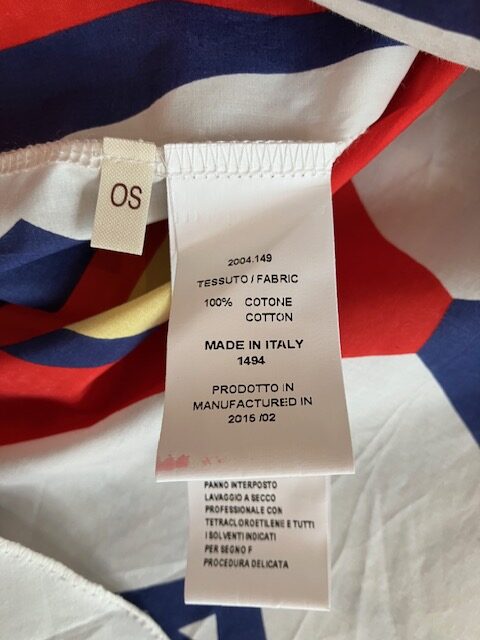 OS
2004.149
TESSUTO / FABRIC
100% COTONE
COTTON
MADE IN ITALY
1494
PRODOTTO IN
MANUFACTURED IN
2015 /02
PANNO INTERPOSTO
LAVAGGIO A SECCO
PROFESSIONALE CON
TETRACLOROETILENE E TUTTI
I SOLVENTI INDICATI
PER SEGNO F
PROCEDURA DELICATA